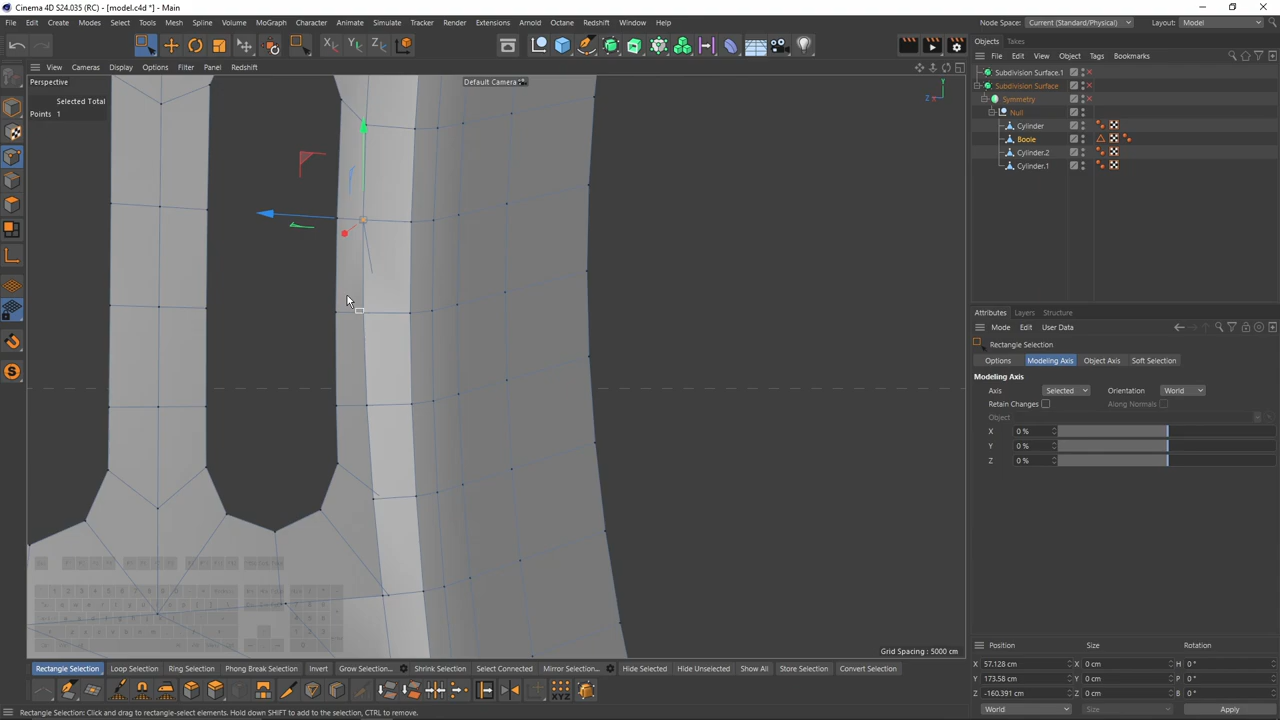 Cinema 4D S24.035 (RC) - [model.c4d *] - Main
File Edit Create Modes Select Tools Mesh Spline Volume MoGraph Character Animate Simulate Tracker Render Extensions Arnold Octane Redshift Window Help
Node Space: Current (Standard/Physical) Layout: Model
View Cameras Display Options Filter Panel Redshift
Perspective
Default Camera
Selected Total
Points 1
Y
Z
X
Grid Spacing : 5000 cm
Objects Takes
File Edit View Object Tags Bookmarks
Subdivision Surface.1
Subdivision Surface
Symmetry
Null
Cylinder
Boole
Cylinder.2
Cylinder.1
Attributes Layers Structure
Mode Edit User Data
Rectangle Selection
Options Modeling Axis Object Axis Soft Selection
Modeling Axis
Axis Selected Orientation World
Retain Changes Along Normals
Object
X 0 %
Y 0 %
Z 0 %
Position Size Rotation
X 57.128 cm X 0 cm H 0 °
Y 173.58 cm Y 0 cm P 0 °
Z -160.391 cm Z 0 cm B 0 °
World Size Apply
Rectangle Selection Loop Selection Ring Selection Phong Break Selection Invert Grow Selection... Shrink Selection Select Connected Mirror Selection... Hide Selected Hide Unselected Show All Store Selection Convert Selection
Rectangle Selection: Click and drag to rectangle-select elements. Hold down SHIFT to add to the selection, CTRL to remove.